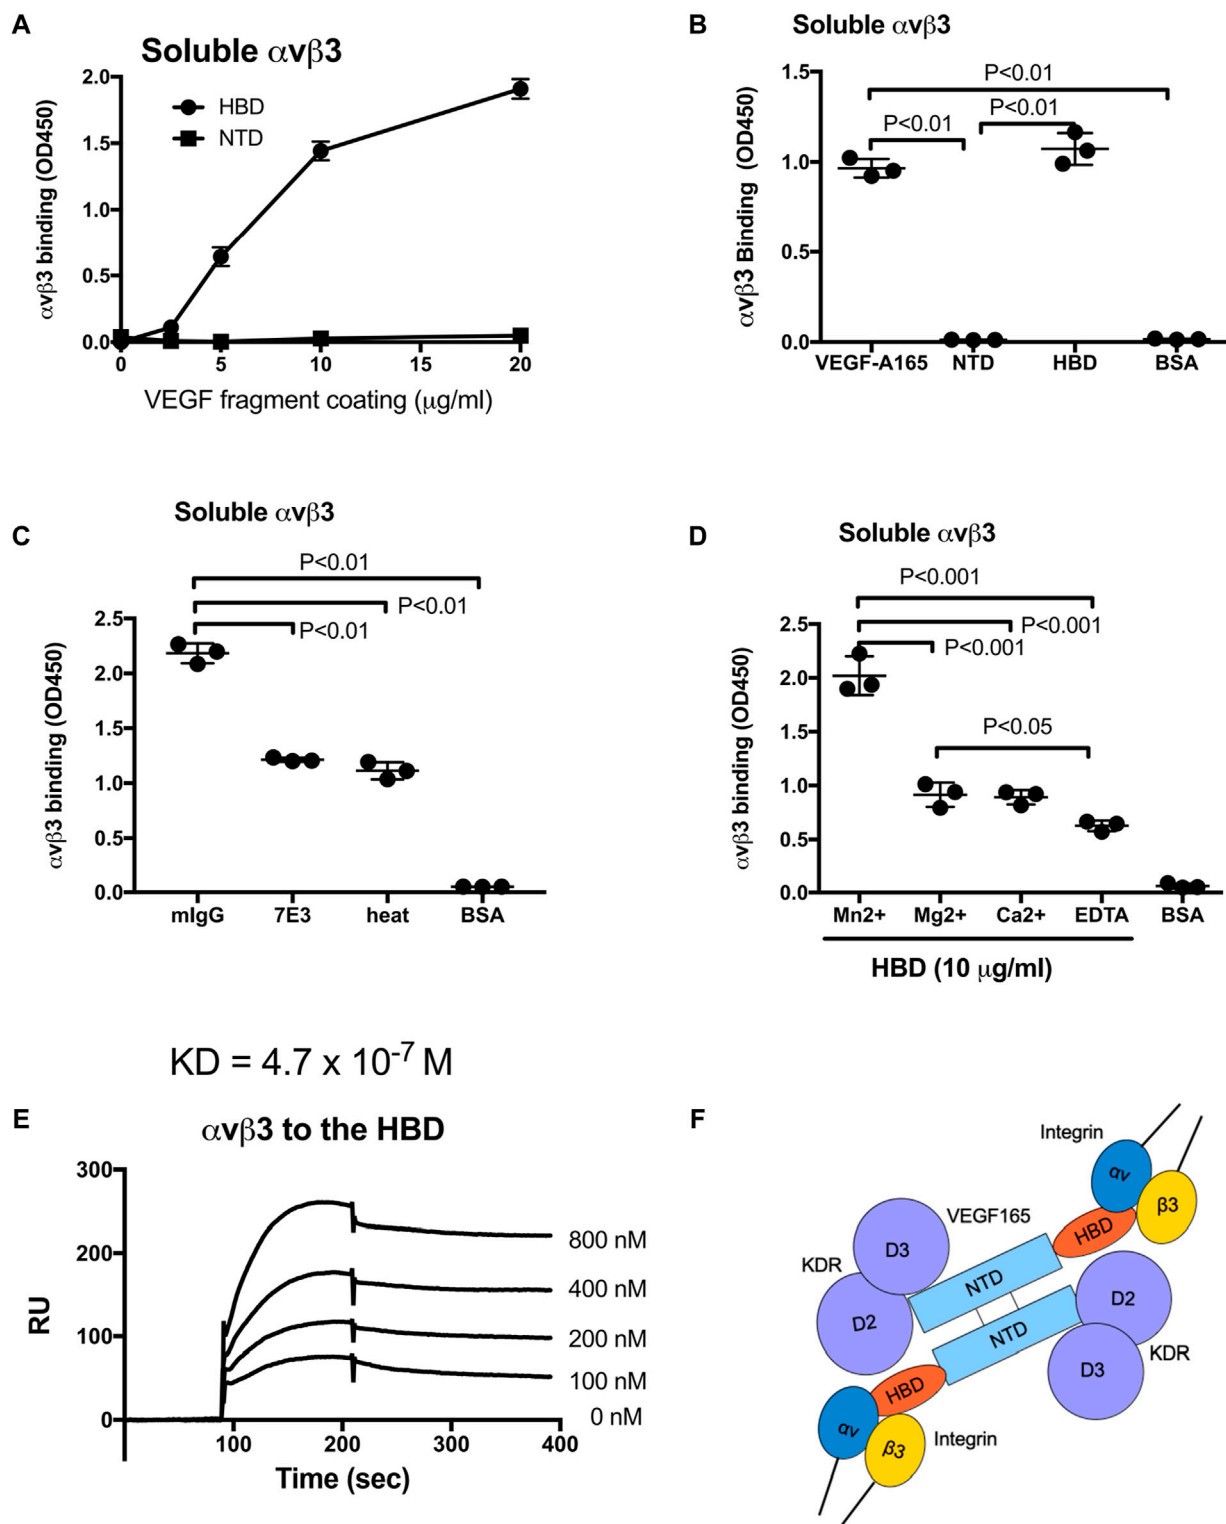 A
Soluble αvβ3
HBD
NTD
αvβ3 binding (OD450)
2.0
1.5
1.0
0.5
0.0
0 5 10 15 20
VEGF fragment coating (μg/ml)
B
Soluble αvβ3
P<0.01
P<0.01
P<0.01
αvβ3 Binding (OD450)
1.5
1.0
0.5
0.0
VEGF-A165 NTD HBD BSA
C
Soluble αvβ3
P<0.01
P<0.01
P<0.01
αvβ3 binding (OD450)
2.5
2.0
1.5
1.0
0.5
0.0
mIgG 7E3 heat BSA
D
Soluble αvβ3
P<0.001
P<0.001
P<0.001
P<0.05
αvβ3 binding (OD450)
2.5
2.0
1.5
1.0
0.5
0.0
Mn2+ Mg2+ Ca2+ EDTA BSA
HBD (10 μg/ml)
KD = 4.7 x 10-7 M
E
αvβ3 to the HBD
RU
300
200
100
0
800 nM
400 nM
200 nM
100 nM
0 nM
100 200 300 400
Time (sec)
F
Integrin
αv
β3
HBD
VEGF165
D3
KDR
D2
NTD
D2
NTD
D3
KDR
HBD
αv
β3
Integrin